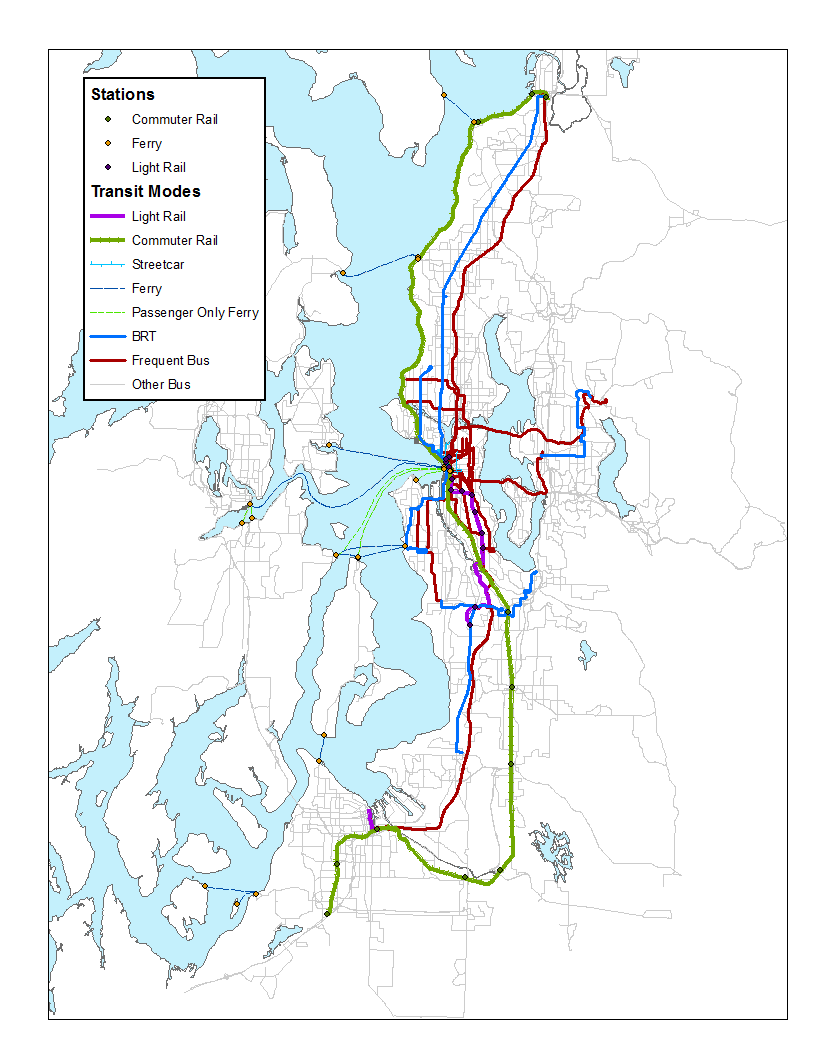 Stations
Commuter Rail
Ferry
Light Rail
Transit Modes
Light Rail
Commuter Rail
Streetcar
Ferry
Passenger Only Ferry
BRT
Frequent Bus
Other Bus